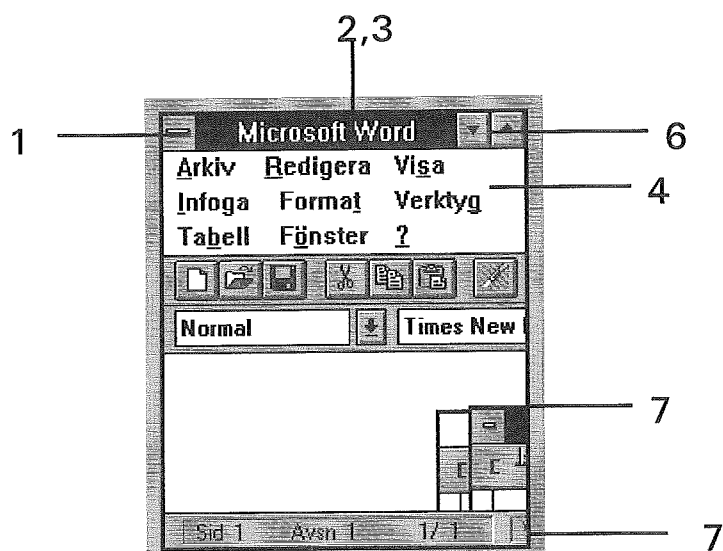 2,3
1
Microsoft Word
6
Arkiv Redigera Visa
4
Infoga Format Verktyg
Tabell Fönster ?
Normal Times New
7
Sid 1 Avsn 1 1/ 1
7